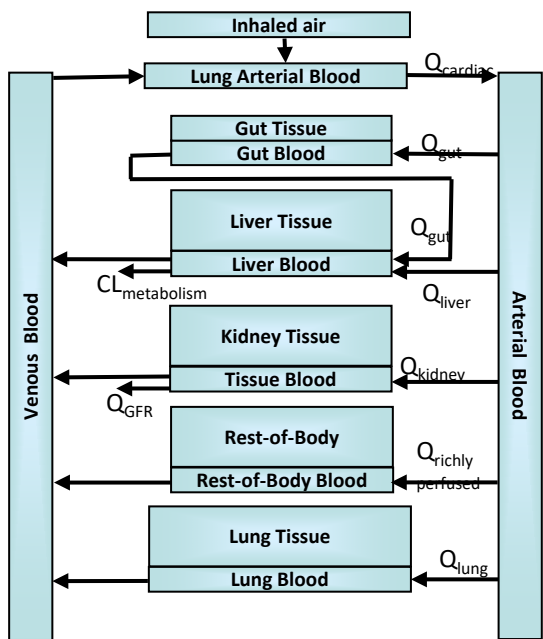 Inhaled air
Lung Arterial Blood
Q cardiac
Gut Tissue
Gut Blood
Q gut
Liver Tissue
Q gut
Liver Blood
CL metabolism
Q liver
Kidney Tissue
Q kidney
Tissue Blood
Q GFR
Rest-of-Body
Q richly
perfused
Rest-of-Body Blood
Lung Tissue
Q lung
Lung Blood
Venous Blood
Arterial Blood